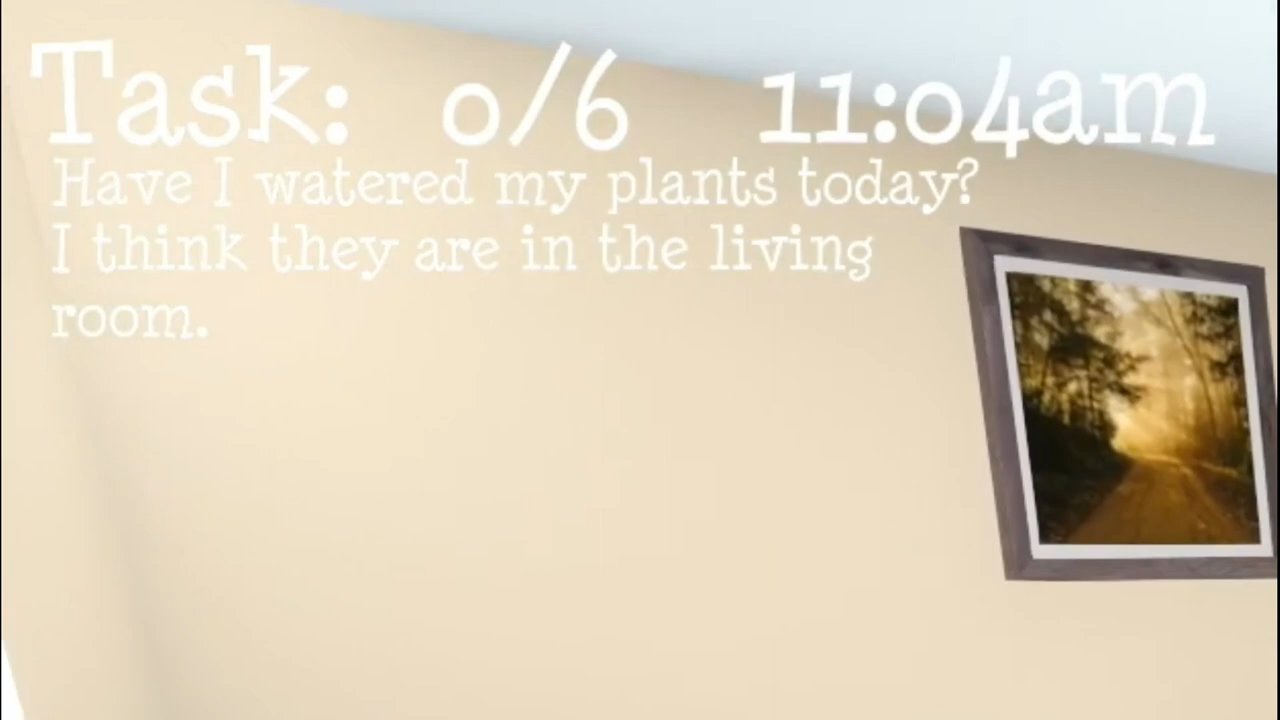 Task: 0/6 11:04am
Have I watered my plants today?
I think they are in the living
room.